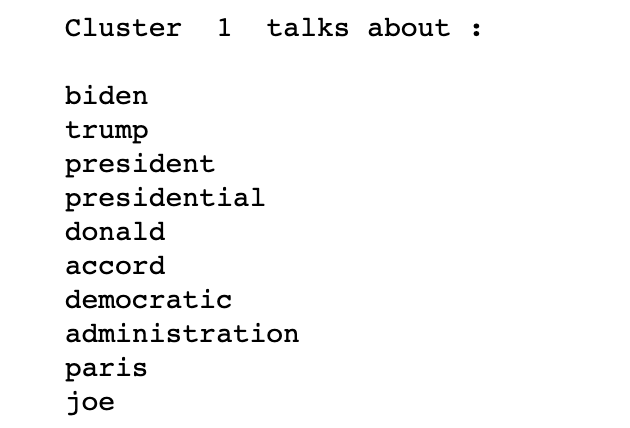 Cluster  1  talks about :
biden
trump
president
presidential
donald
accord
democratic
administration
paris
joe